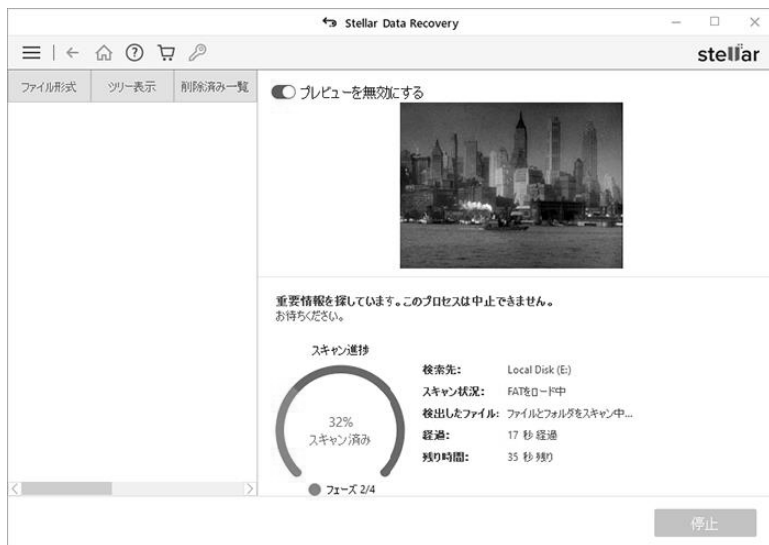 Stellar Data Recovery
stellar
ファイル形式 ツリー表示 削除済み一覧
プレビューを無効にする
重要情報を探しています。このプロセスは中止できません。
お待ちください。
スキャン進捗
32%
スキャン済み
フェーズ 2/4
検索先: Local Disk (E:)
スキャン状況: FATをロード中
検出したファイル: ファイルとフォルダをスキャン中...
経過: 17 秒 経過
残り時間: 35 秒 残り
停止